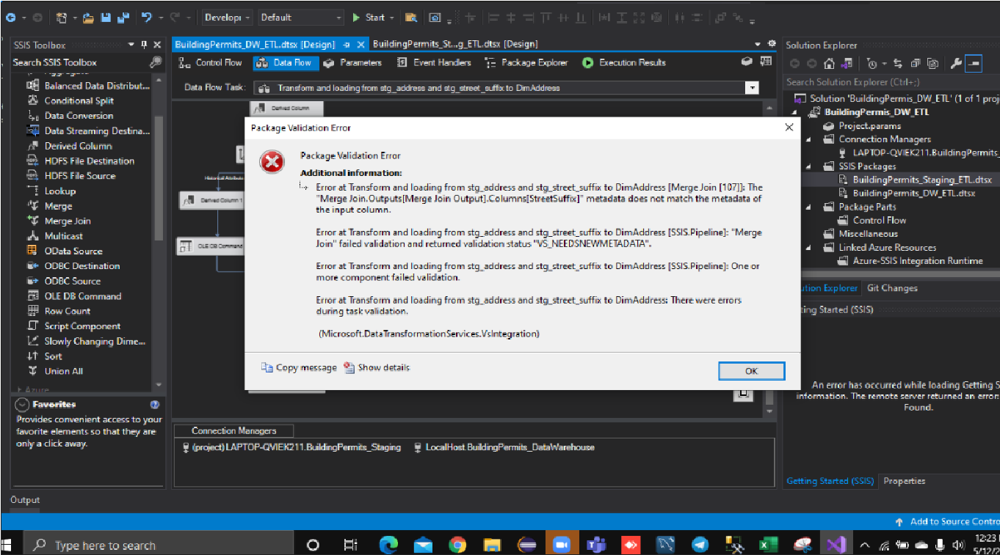 Developi
Default
Start
SSIS Toolbox
Search SSIS Toolbox
Aggregate
Balanced Data Distribut...
Conditional Split
Data Conversion
Data Streaming Destina...
Derived Column
HDFS File Destination
HDFS File Source
Lookup
Merge
Merge Join
Multicast
OData Source
ODBC Destination
ODBC Source
OLE DB Command
Row Count
Script Component
Slowly Changing Dime...
Sort
Union All
Azure
Favorites
Provides convenient access to your
favorite elements so that they are
only a click away.
BuildingPermits_DW_ETL.dtsx [Design]
BuildingPermits_St...g_ETL.dtsx [Design]
Control Flow
Data Flow
Parameters
Event Handlers
Package Explorer
Execution Results
Data Flow Task:
Transform and loading from stg_address and stg_street_suffix to DimAddress
Derived Column
Historical Attribute
Derived Column 1
OLE DB Command
Package Validation Error
Package Validation Error
Additional information:
Error at Transform and loading from stg_address and stg_street_suffix to DimAddress [Merge Join [107]]: The
"Merge Join.Outputs[Merge Join Output].Columns[StreetSuffix]" metadata does not match the metadata of
the input column.
Error at Transform and loading from stg_address and stg_street_suffix to DimAddress [SSIS.Pipeline]: "Merge
Join" failed validation and returned validation status "VS_NEEDSNEWMETADATA".
Error at Transform and loading from stg_address and stg_street_suffix to DimAddress [SSIS.Pipeline]: One or
more component failed validation.
Error at Transform and loading from stg_address and stg_street_suffix to DimAddress: There were errors
during task validation.
(Microsoft.DataTransformationServices.VsIntegration)
Copy message
Show details
OK
Connection Managers
(project) LAPTOP-QVIEK211.BuildingPermits_Staging
LocalHost.BuildingPermits_DataWarehouse
Solution Explorer
Search Solution Explorer (Ctrl+;)
Solution 'BuildingPermis_DW_ETL' (1 of 1 proj
BuildingPermis_DW_ETL
Project.params
Connection Managers
LAPTOP-QVIEK211.BuildingPermits_
SSIS Packages
BuildingPermits_Staging_ETL.dtsx
BuildingPermits_DW_ETL.dtsx
Package Parts
Control Flow
Miscellaneous
Linked Azure Resources
Azure-SSIS Integration Runtime
ution Explorer
Git Changes
ting Started (SSIS)
An error has occurred while loading Getting S
information. The remote server returned an error:
Found.
Getting Started (SSIS)
Properties
Output
Add to Source Contro
Type here to search
12:23
5/12/2